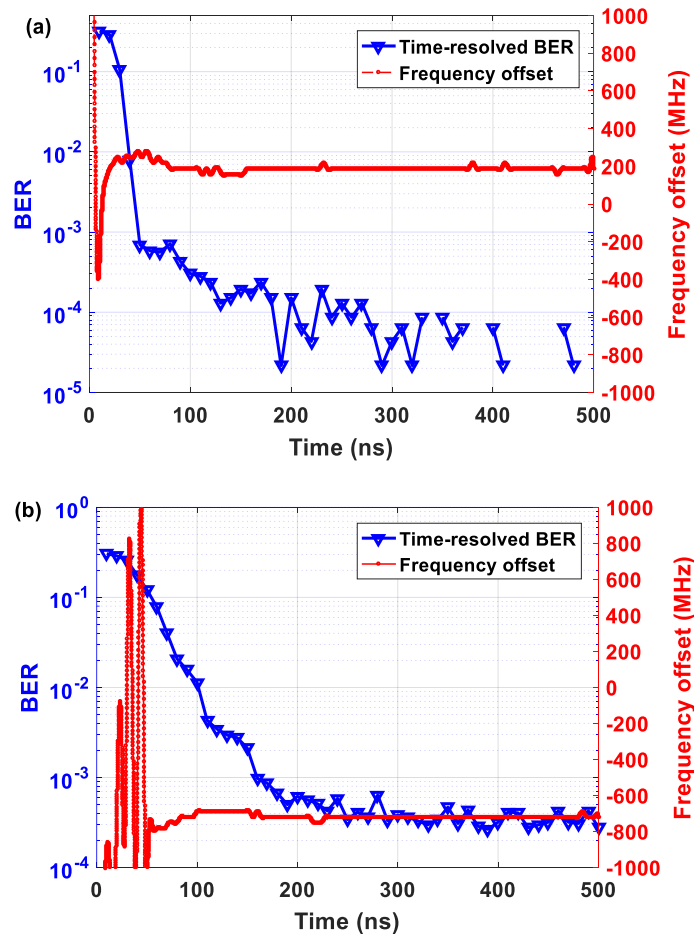 (a)
Time-resolved BER
Frequency offset
BER
10^-1
10^-2
10^-3
10^-4
10^-5
1000
800
600
400
200
0
-200
-400
-600
-800
-1000
Frequency offset (MHz)
0 100 200 300 400 500
Time (ns)
(b)
Time-resolved BER
Frequency offset
BER
10^0
10^-1
10^-2
10^-3
10^-4
1000
800
600
400
200
0
-200
-400
-600
-800
-1000
Frequency offset (MHz)
0 100 200 300 400 500
Time (ns)